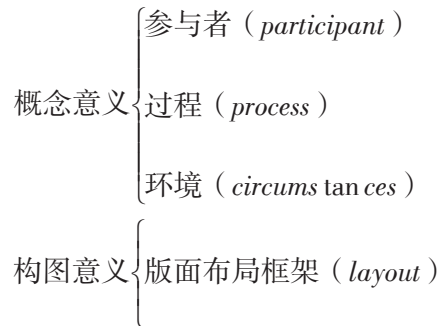 参与者（participant）
概念意义 过程（process）
环境（circums tan ces）
构图意义 版面布局框架（layout）